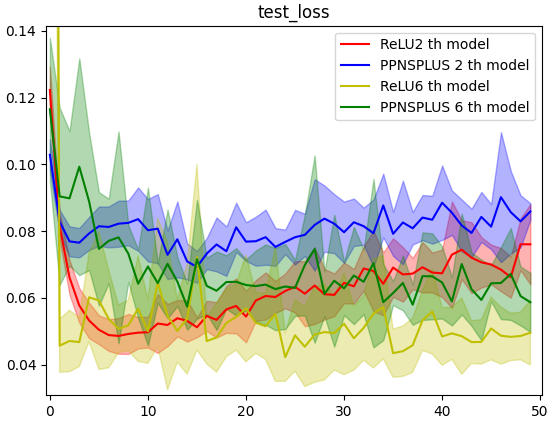 test_loss
0.14
0.12
0.10
0.08
0.06
0.04
0
10
20
30
40
50
ReLU2 th model
PPNSPLUS 2 th model
ReLU6 th model
PPNSPLUS 6 th model